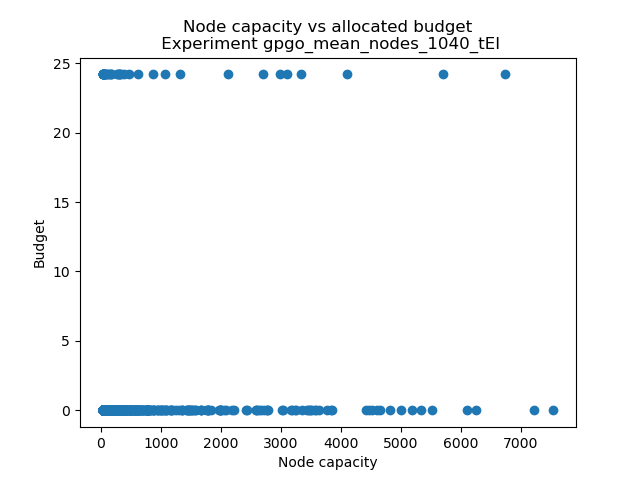 Node capacity vs allocated budget
Experiment gpgo_mean_nodes_1040_tEI
25
20
15
10
5
0
Budget
0 1000 2000 3000 4000 5000 6000 7000
Node capacity